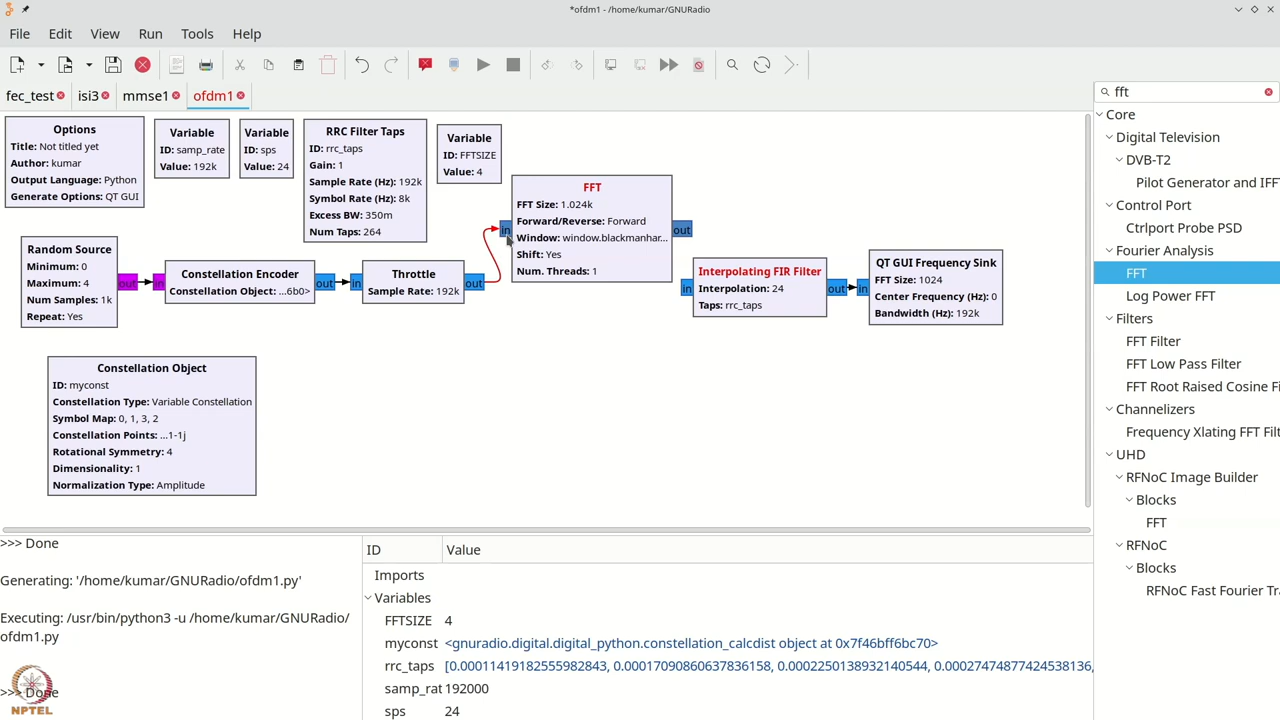 *ofdm1 - /home/kumar/GNURadio
File Edit View Run Tools Help
fec_test isi3 mmse1 ofdm1
fft
Options
Title: Not titled yet
Author: kumar
Output Language: Python
Generate Options: QT GUI
Variable
ID: samp_rate
Value: 192k
Variable
ID: sps
Value: 24
RRC Filter Taps
ID: rrc_taps
Gain: 1
Sample Rate (Hz): 192k
Symbol Rate (Hz): 8k
Excess BW: 350m
Num Taps: 264
Variable
ID: FFTSIZE
Value: 4
FFT
FFT Size: 1.024k
Forward/Reverse: Forward
Window: window.blackmanhar...
Shift: Yes
Num. Threads: 1
in
out
Random Source
Minimum: 0
Maximum: 4
Num Samples: 1k
Repeat: Yes
out
in
Constellation Encoder
Constellation Object: ...6b0>
out
in
Throttle
Sample Rate: 192k
out
in
Interpolating FIR Filter
Interpolation: 24
Taps: rrc_taps
out
in
QT GUI Frequency Sink
FFT Size: 1024
Center Frequency (Hz): 0
Bandwidth (Hz): 192k
Constellation Object
ID: myconst
Constellation Type: Variable Constellation
Symbol Map: 0, 1, 3, 2
Constellation Points: ...1-1j
Rotational Symmetry: 4
Dimensionality: 1
Normalization Type: Amplitude
Core
Digital Television
DVB-T2
Pilot Generator and IFF
Control Port
Ctrlport Probe PSD
Fourier Analysis
FFT
Log Power FFT
Filters
FFT Filter
FFT Low Pass Filter
FFT Root Raised Cosine Fi
Channelizers
Frequency Xlating FFT Filt
UHD
RFNoC Image Builder
Blocks
FFT
RFNoC
Blocks
RFNoC Fast Fourier Tra
>>> Done
Generating: '/home/kumar/GNURadio/ofdm1.py'
Executing: /usr/bin/python3 -u /home/kumar/GNURadio/
ofdm1.py
>>> Done
NPTEL
ID Value
Imports
Variables
FFTSIZE 4
myconst <gnuradio.digital.digital_python.constellation_calcdist object at 0x7f46bff6bc70>
rrc_taps [0.00011419182555982843, 0.00017090860637836158, 0.0002250138932140544, 0.00027474877424538136,
samp_rat 192000
sps 24